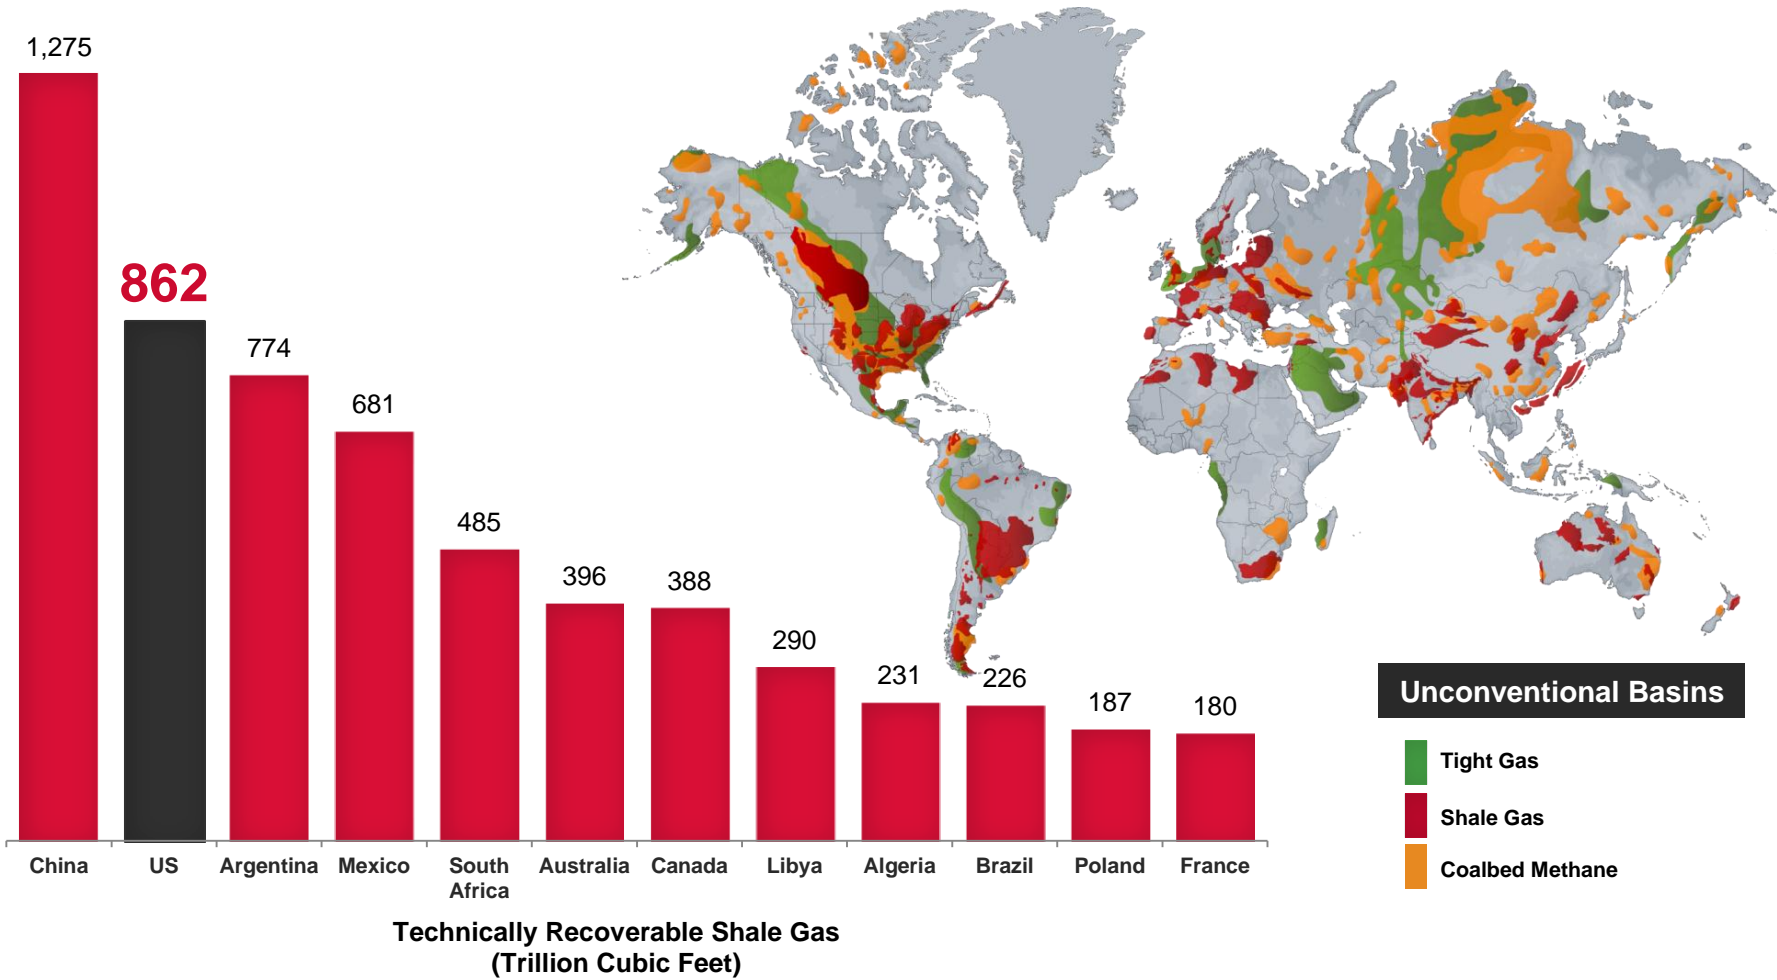 1,275
862
774
681
485
396
388
290
231
226
187
180
China
US
Argentina
Mexico
South
Africa
Australia
Canada
Libya
Algeria
Brazil
Poland
France
Technically Recoverable Shale Gas
(Trillion Cubic Feet)
Unconventional Basins
Tight Gas
Shale Gas
Coalbed Methane